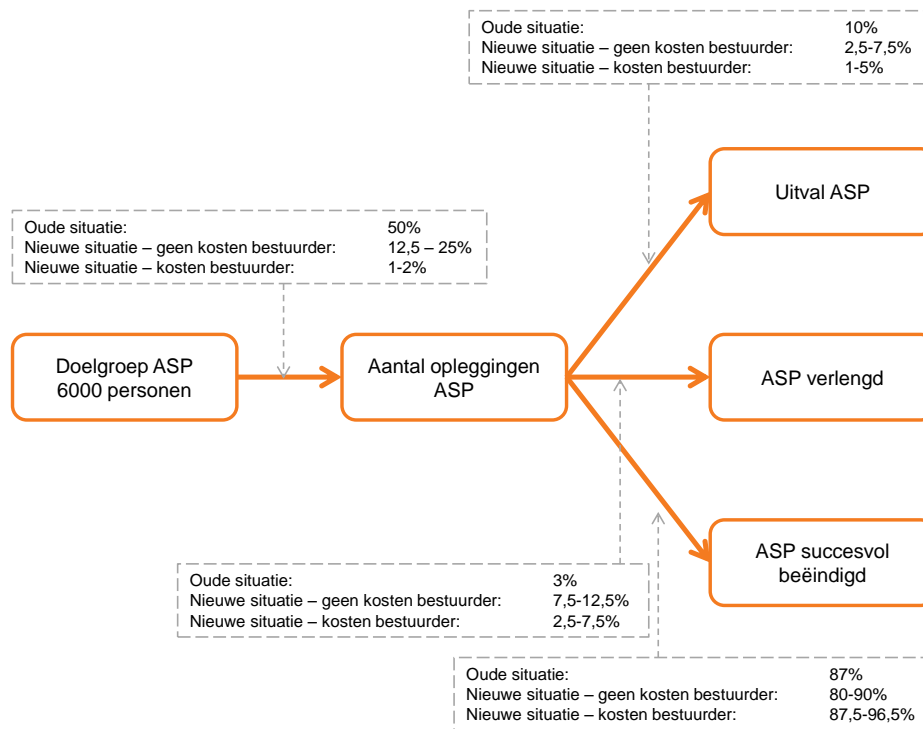 Oude situatie: 10%
Nieuwe situatie – geen kosten bestuurder: 2,5-7,5%
Nieuwe situatie – kosten bestuurder: 1-5%
Uitval ASP
Oude situatie: 50%
Nieuwe situatie – geen kosten bestuurder: 12,5 – 25%
Nieuwe situatie – kosten bestuurder: 1-2%
Doelgroep ASP
6000 personen
Aantal opleggingen
ASP
ASP verlengd
ASP succesvol
beëindigd
Oude situatie: 3%
Nieuwe situatie – geen kosten bestuurder: 7,5-12,5%
Nieuwe situatie – kosten bestuurder: 2,5-7,5%
Oude situatie: 87%
Nieuwe situatie – geen kosten bestuurder: 80-90%
Nieuwe situatie – kosten bestuurder: 87,5-96,5%